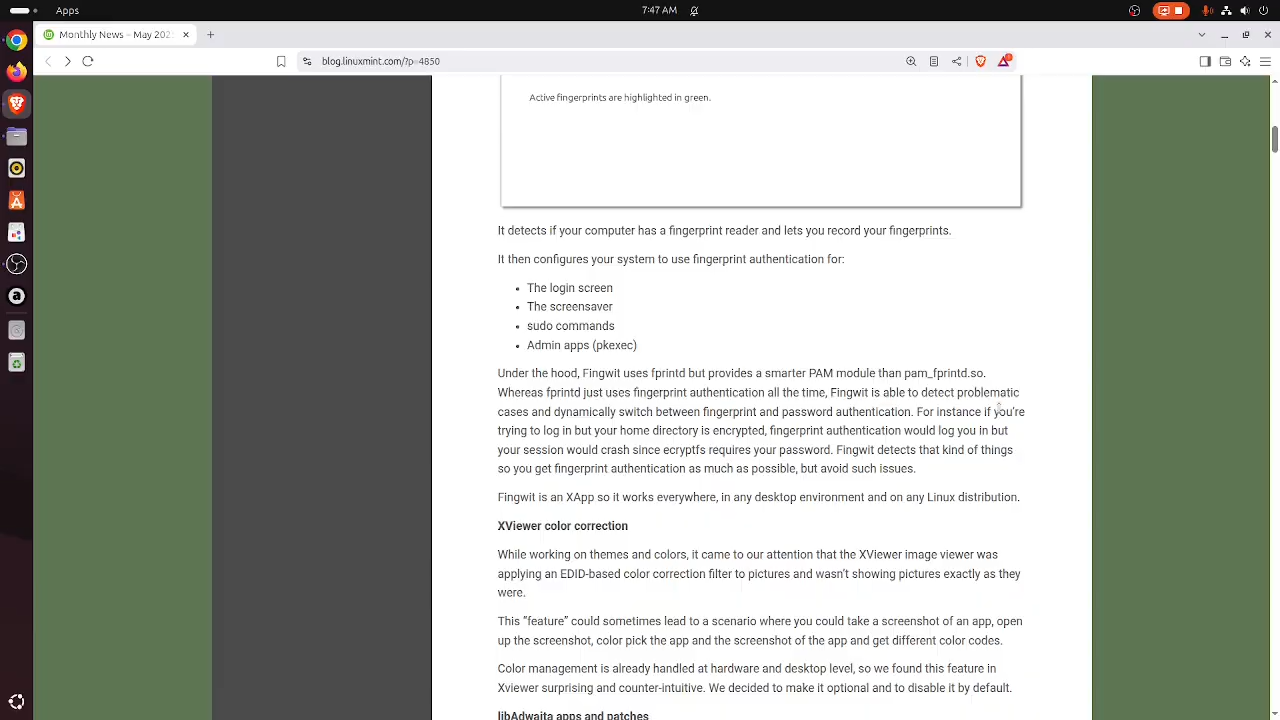 Apps
7:47 AM
Monthly News – May 202
blog.linuxmint.com/?p=4850
Active fingerprints are highlighted in green.
It detects if your computer has a fingerprint reader and lets you record your fingerprints.
It then configures your system to use fingerprint authentication for:
• The login screen
• The screensaver
• sudo commands
• Admin apps (pkexec)
Under the hood, Fingwit uses fprintd but provides a smarter PAM module than pam_fprintd.so.
Whereas fprintd just uses fingerprint authentication all the time, Fingwit is able to detect problematic
cases and dynamically switch between fingerprint and password authentication. For instance if you’re
trying to log in but your home directory is encrypted, fingerprint authentication would log you in but
your session would crash since ecryptfs requires your password. Fingwit detects that kind of things
so you get fingerprint authentication as much as possible, but avoid such issues.
Fingwit is an XApp so it works everywhere, in any desktop environment and on any Linux distribution.
XViewer color correction
While working on themes and colors, it came to our attention that the XViewer image viewer was
applying an EDID-based color correction filter to pictures and wasn’t showing pictures exactly as they
were.
This “feature” could sometimes lead to a scenario where you could take a screenshot of an app, open
up the screenshot, color pick the app and the screenshot of the app and get different color codes.
Color management is already handled at hardware and desktop level, so we found this feature in
Xviewer surprising and counter-intuitive. We decided to make it optional and to disable it by default.
libAdwaita apps and patches